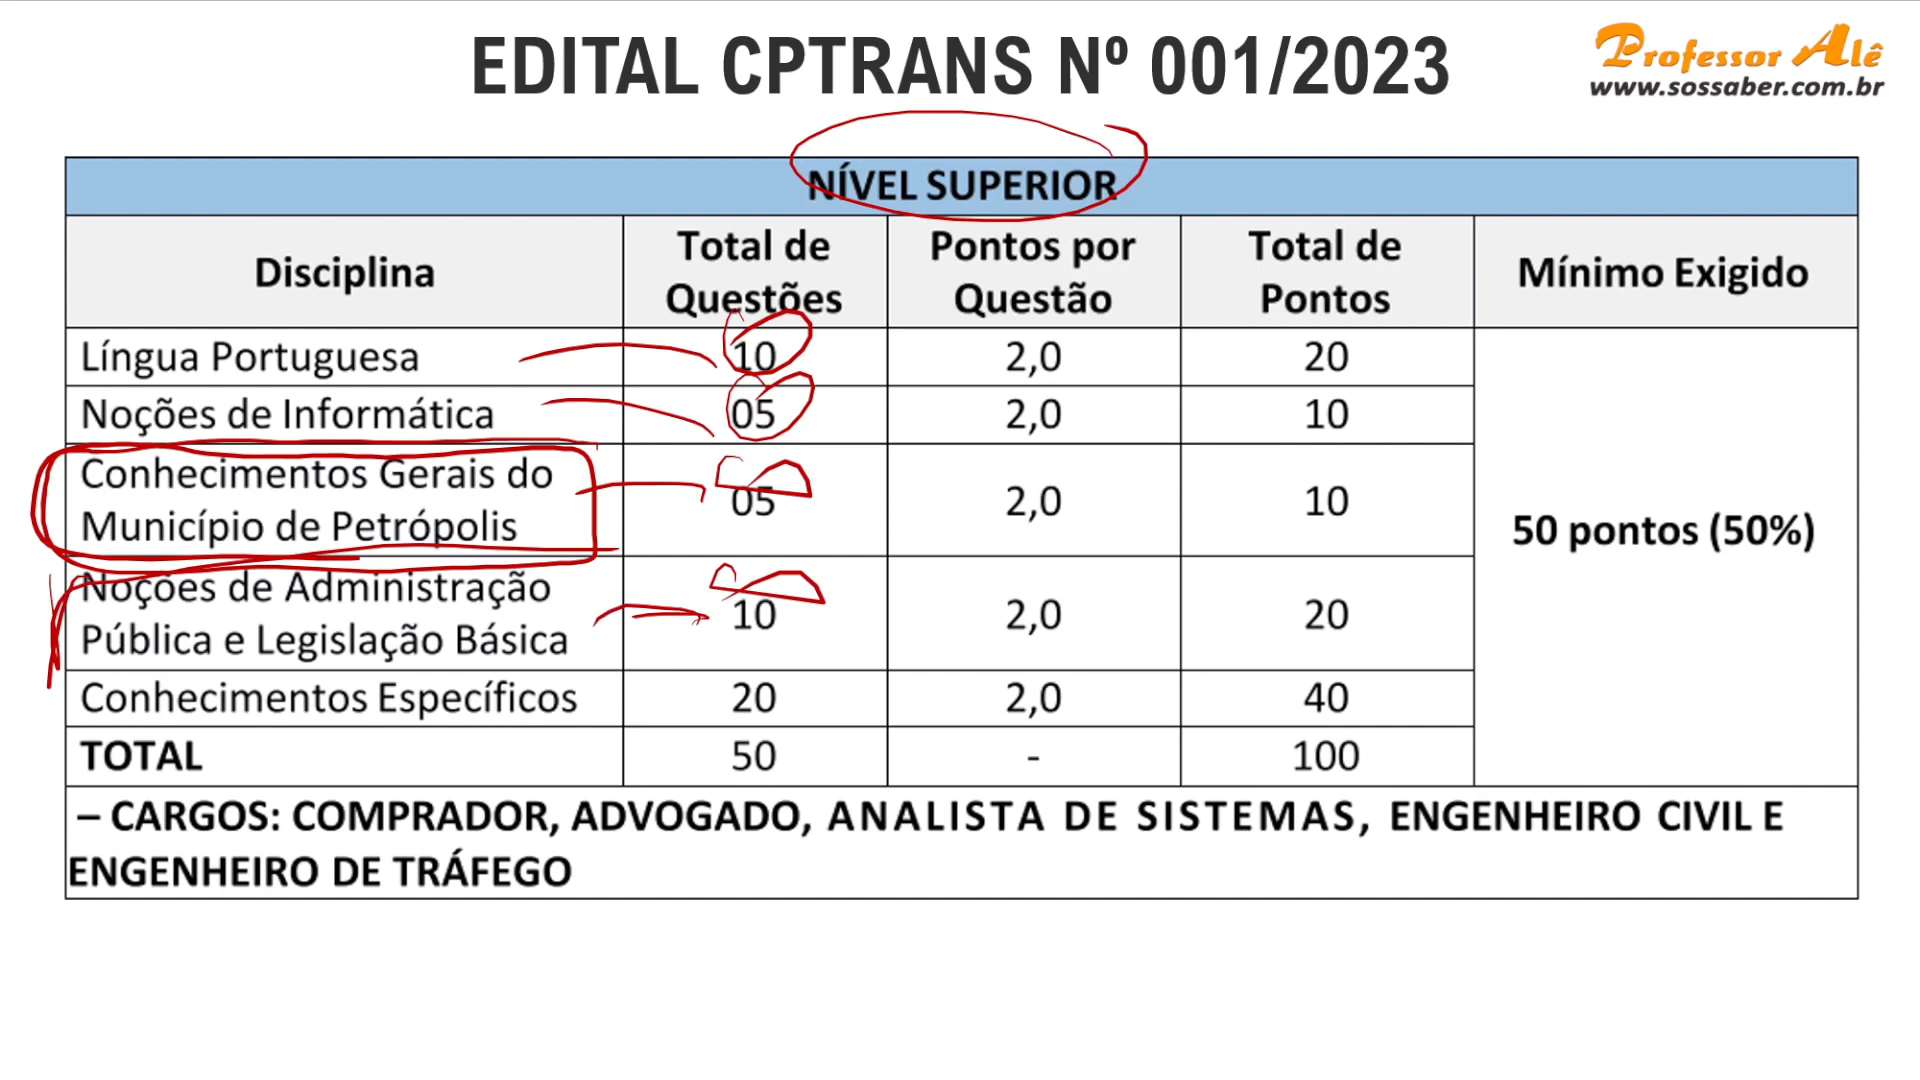 EDITAL CPTRANS Nº 001/2023
Professor Alê
www.sossaber.com.br
NÍVEL SUPERIOR
Disciplina
Total de
Questões
Pontos por
Questão
Total de
Pontos
Mínimo Exigido
Língua Portuguesa 10 2,0 20
Noções de Informática 05 2,0 10
Conhecimentos Gerais do
Município de Petrópolis
05 2,0 10
50 pontos (50%)
Noções de Administração
Pública e Legislação Básica
10 2,0 20
Conhecimentos Específicos 20 2,0 40
TOTAL 50 - 100
– CARGOS: COMPRADOR, ADVOGADO, ANALISTA DE SISTEMAS, ENGENHEIRO CIVIL E
ENGENHEIRO DE TRÁFEGO